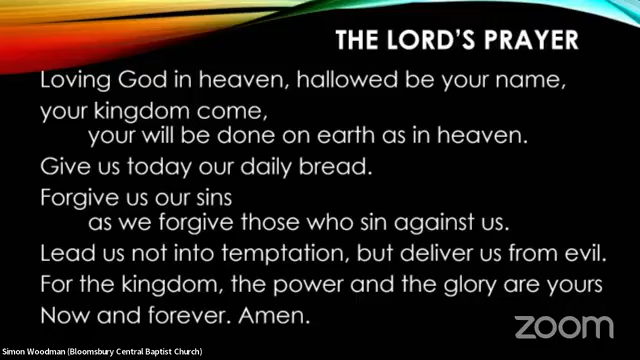 THE LORD'S PRAYER
Loving God in heaven, hallowed be your name,
your kingdom come,
your will be done on earth as in heaven.
Give us today our daily bread.
Forgive us our sins
as we forgive those who sin against us.
Lead us not into temptation, but deliver us from evil.
For the kingdom, the power and the glory are yours
Now and forever. Amen.
zoom
Simon Woodman (Bloomsbury Central Baptist Church)